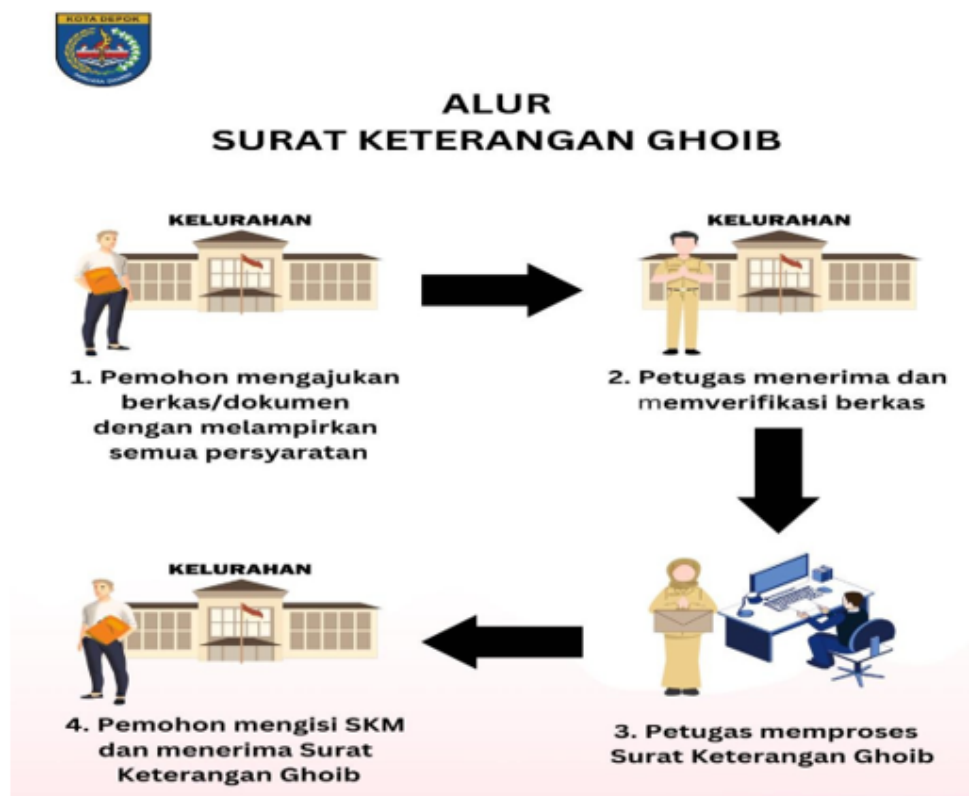 KOTA DEPOK
ALUR
SURAT KETERANGAN GHOIB
KELURAHAN
1. Pemohon mengajukan
berkas/dokumen
dengan melampirkan
semua persyaratan
KELURAHAN
2. Petugas menerima dan
memverifikasi berkas
3. Petugas memproses
Surat Keterangan Ghoib
KELURAHAN
4. Pemohon mengisi SKM
dan menerima Surat
Keterangan Ghoib